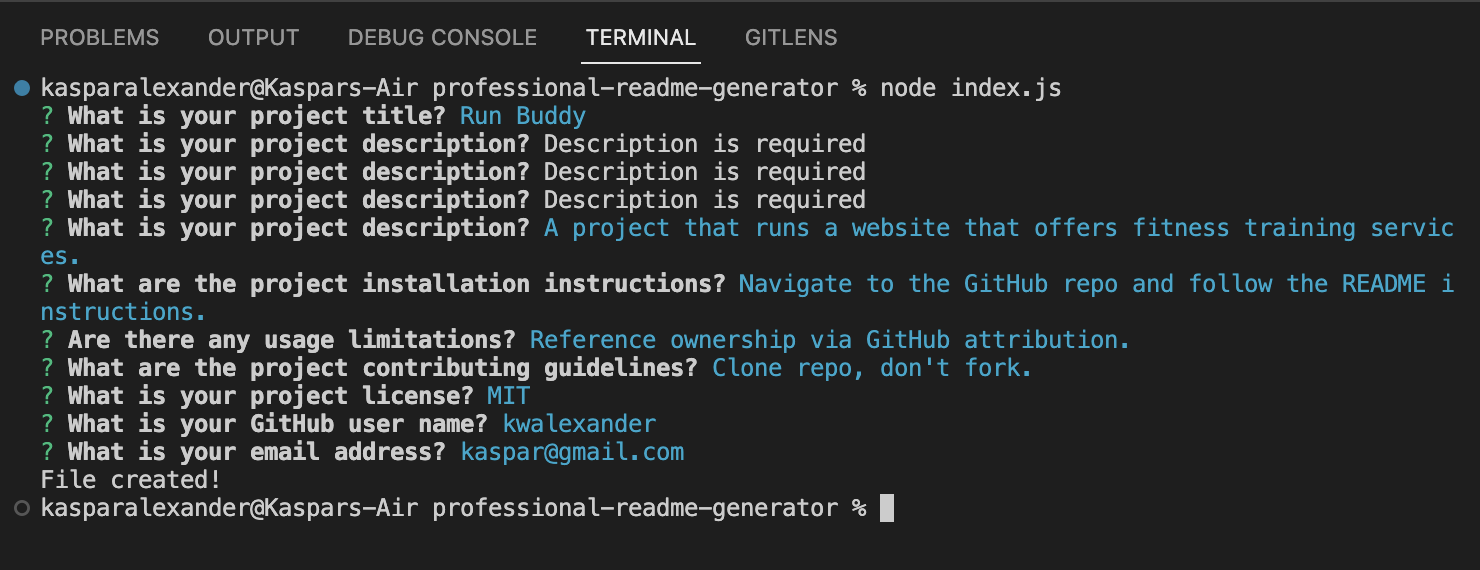 PROBLEMS OUTPUT DEBUG CONSOLE TERMINAL GITLENS
kasparalexander@Kaspars-Air professional-readme-generator % node index.js
? What is your project title? Run Buddy
? What is your project description? Description is required
? What is your project description? Description is required
? What is your project description? Description is required
? What is your project description? A project that runs a website that offers fitness training servic
es.
? What are the project installation instructions? Navigate to the GitHub repo and follow the README i
nstructions.
? Are there any usage limitations? Reference ownership via GitHub attribution.
? What are the project contributing guidelines? Clone repo, don't fork.
? What is your project license? MIT
? What is your GitHub user name? kwalexander
? What is your email address? kaspar@gmail.com
File created!
kasparalexander@Kaspars-Air professional-readme-generator %